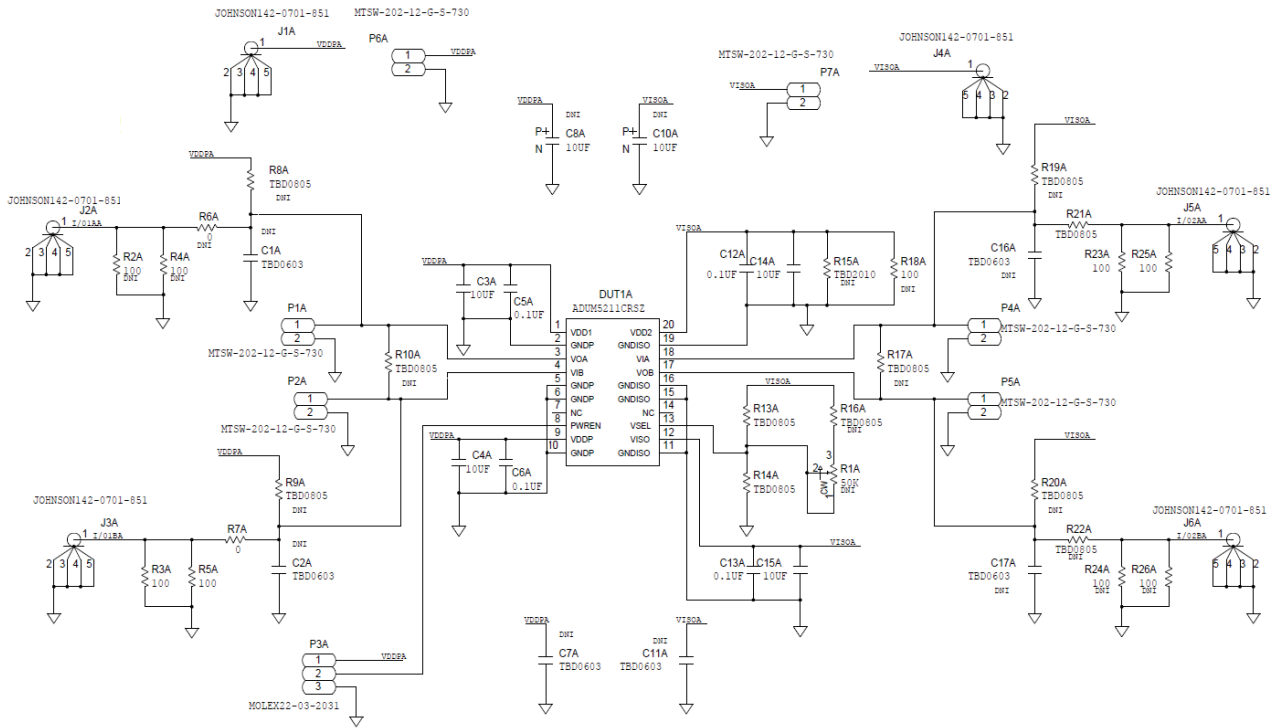 JOHNSON142-0701-851
J1A
1
VDDPA
2 3 4 5
MTSW-202-12-G-S-730
P6A
1
VDDPA
2
MTSW-202-12-G-S-730
P7A
VISOA
1
2
JOHNSON142-0701-851
J4A
VISOA
1
5 4 3 2
VDDPA
DNI
P+
C8A
N
10UF
VISOA
DNI
P+
C10A
N
10UF
VDDPA
R8A
TBD0805
DNI
JOHNSON142-0701-851
J2A
1
I/01AA
2 3 4 5
R6A
0
DNI
R2A
100
DNI
R4A
100
DNI
DNI
C1A
TBD0603
VISOA
R19A
TBD0805
DNI
JOHNSON142-0701-851
J5A
R21A
TBD0805
I/02AA
1
5 4 3 2
C16A
TBD0603
DNI
R23A
100
R25A
100
VDDPA
C3A
10UF
C5A
0.1UF
VISOA
C12A
0.1UF
C14A
10UF
R15A
TBD2010
DNI
R18A
100
DNI
P1A
1
2
MTSW-202-12-G-S-730
R10A
TBD0805
DNI
P2A
1
2
MTSW-202-12-G-S-730
DUT1A
ADUM5211CRSZ
1 VDD1
2 GNDP
3 VOA
4 VIB
5 GNDP
6 GNDP
7 NC
8 PWREN
9 VDDP
10 GNDP
VDD2 20
GNDISO 19
VIA 18
VOB 17
GNDISO 16
GNDISO 15
NC 14
VSEL 13
VISO 12
GNDISO 11
R17A
TBD0805
DNI
P4A
1
MTSW-202-12-G-S-730
2
P5A
1
MTSW-202-12-G-S-730
2
VISOA
R13A
TBD0805
R16A
TBD0805
DNI
R14A
TBD0805
3
2
R1A
50K
DNI
CW
1
VDDPA
C4A
10UF
C6A
0.1UF
VDDPA
R9A
TBD0805
DNI
JOHNSON142-0701-851
J3A
1
I/01BA
2 3 4 5
R7A
0
R3A
100
R5A
100
DNI
C2A
TBD0603
VISOA
C13A
0.1UF
C15A
10UF
VISOA
R20A
TBD0805
DNI
JOHNSON142-0701-851
J6A
R22A
TBD0805
DNI
I/02BA
1
5 4 3 2
C17A
TBD0603
DNI
R24A
100
DNI
R26A
100
DNI
P3A
1
VDDPA
2
3
MOLEX22-03-2031
VDDPA
DNI
C7A
TBD0603
VISOA
DNI
C11A
TBD0603